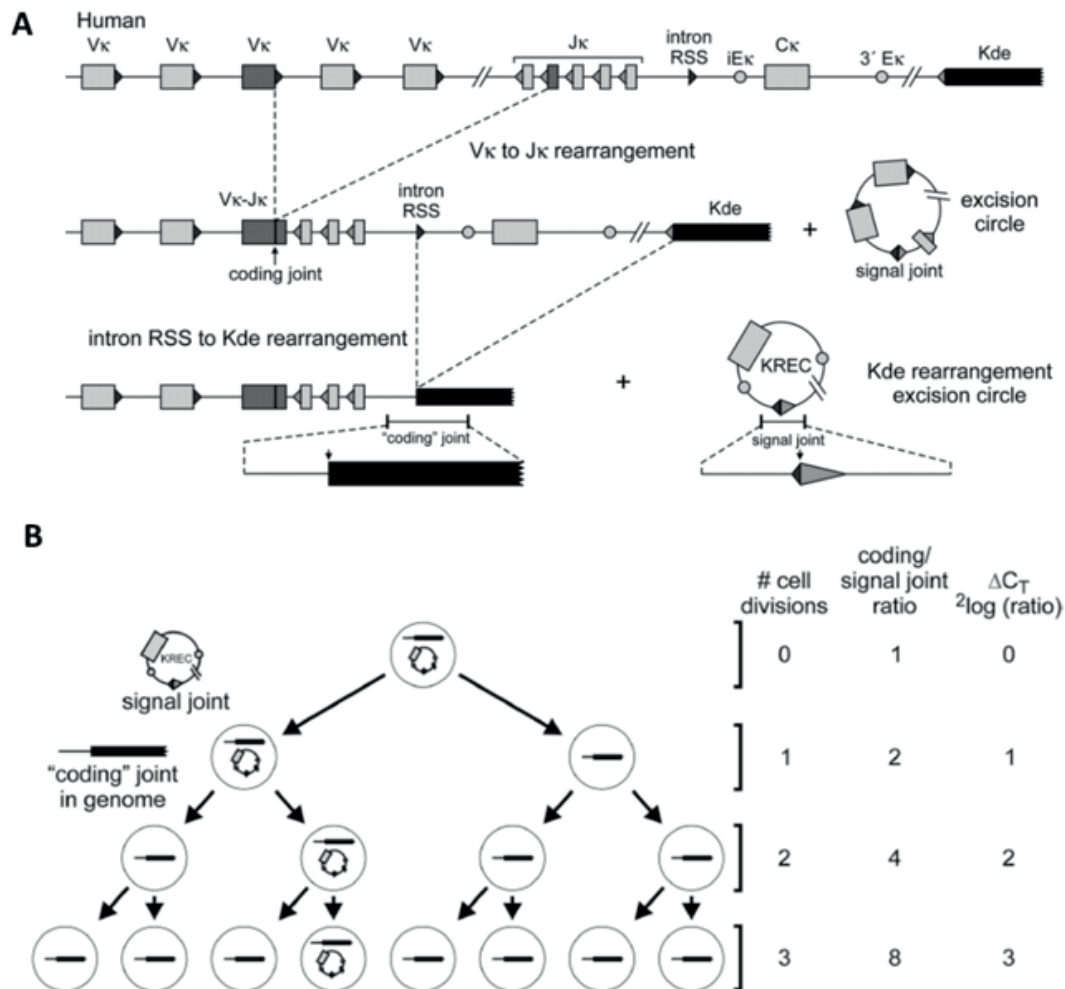 A
Human
Vκ Vκ Vκ Vκ Vκ Jκ intron RSS iEκ Cκ 3´ Eκ Kde
Vκ to Jκ rearrangement
Vκ-Jκ intron RSS Kde + excision circle
coding joint signal joint
intron RSS to Kde rearrangement
+ KREC Kde rearrangement excision circle
"coding" joint signal joint
B
# cell divisions
coding/ signal joint ratio
ΔCT ²log (ratio)
KREC
signal joint
"coding" joint in genome
0 1 0
1 2 1
2 4 2
3 8 3